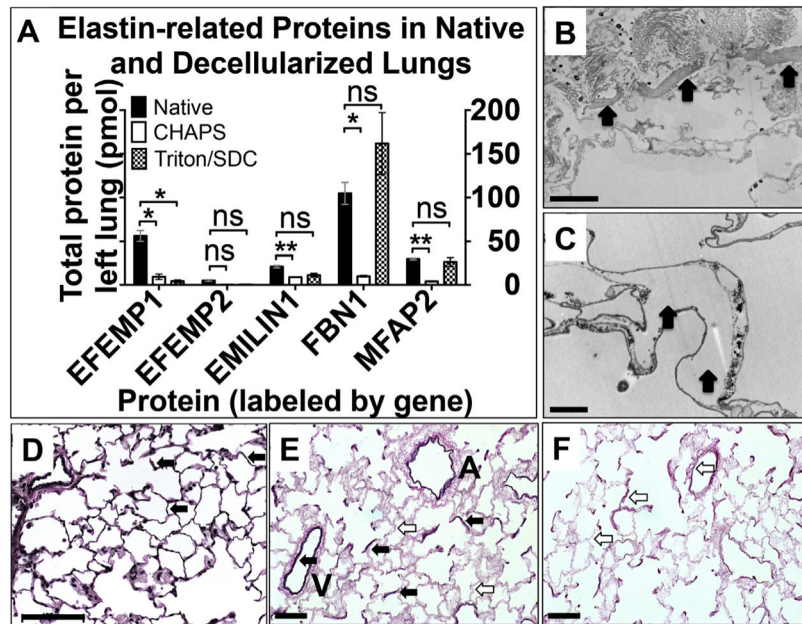 A Elastin-related Proteins in Native
and Decellularized Lungs
Total protein per
left lung (pmol)
Native
CHAPS
Triton/SDC
200
150
100
50
0
* *
ns ns
ns **
ns *
ns **
EFEMP1
EFEMP2
EMILIN1
FBN1
MFAP2
Protein (labeled by gene)
B
C
D
E
A
V
F